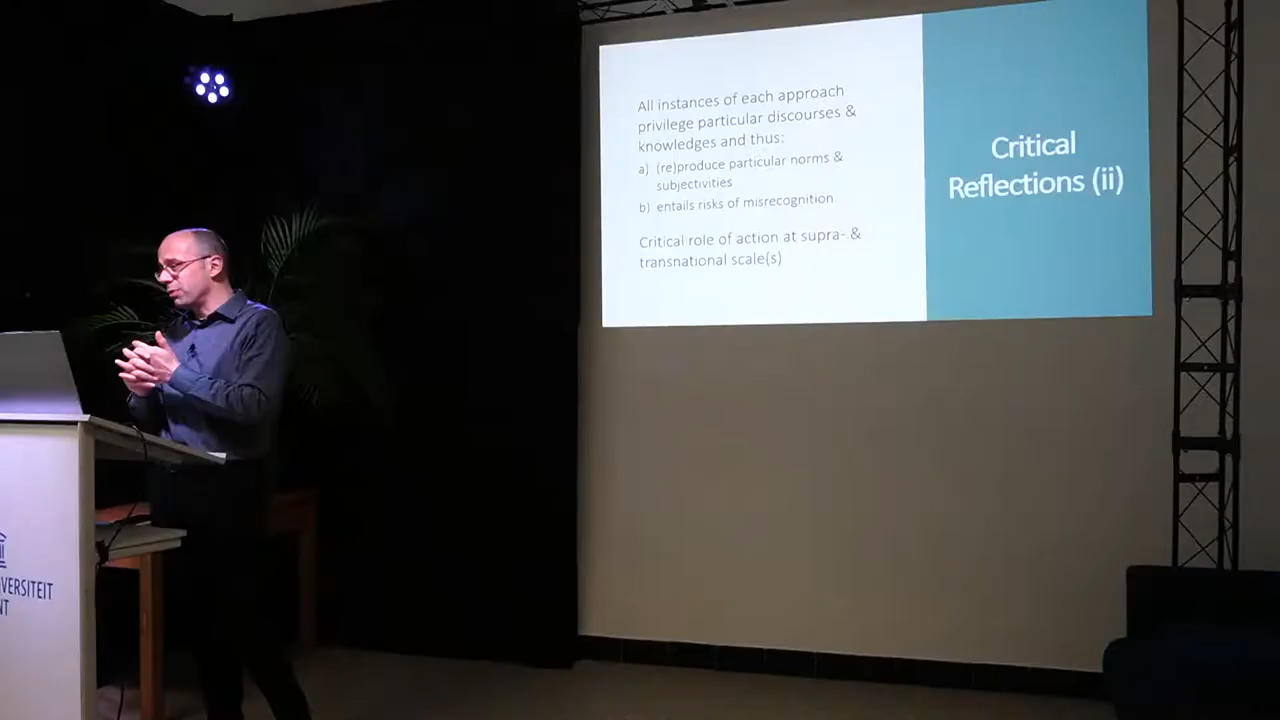 All instances of each approach
privilege particular discourses &
knowledges and thus:
a) (re)produce particular norms &
subjectivities
b) entails risks of misrecognition
Critical role of action at supra- &
transnational scale(s)
Critical
Reflections (ii)
VERSITEIT
NT